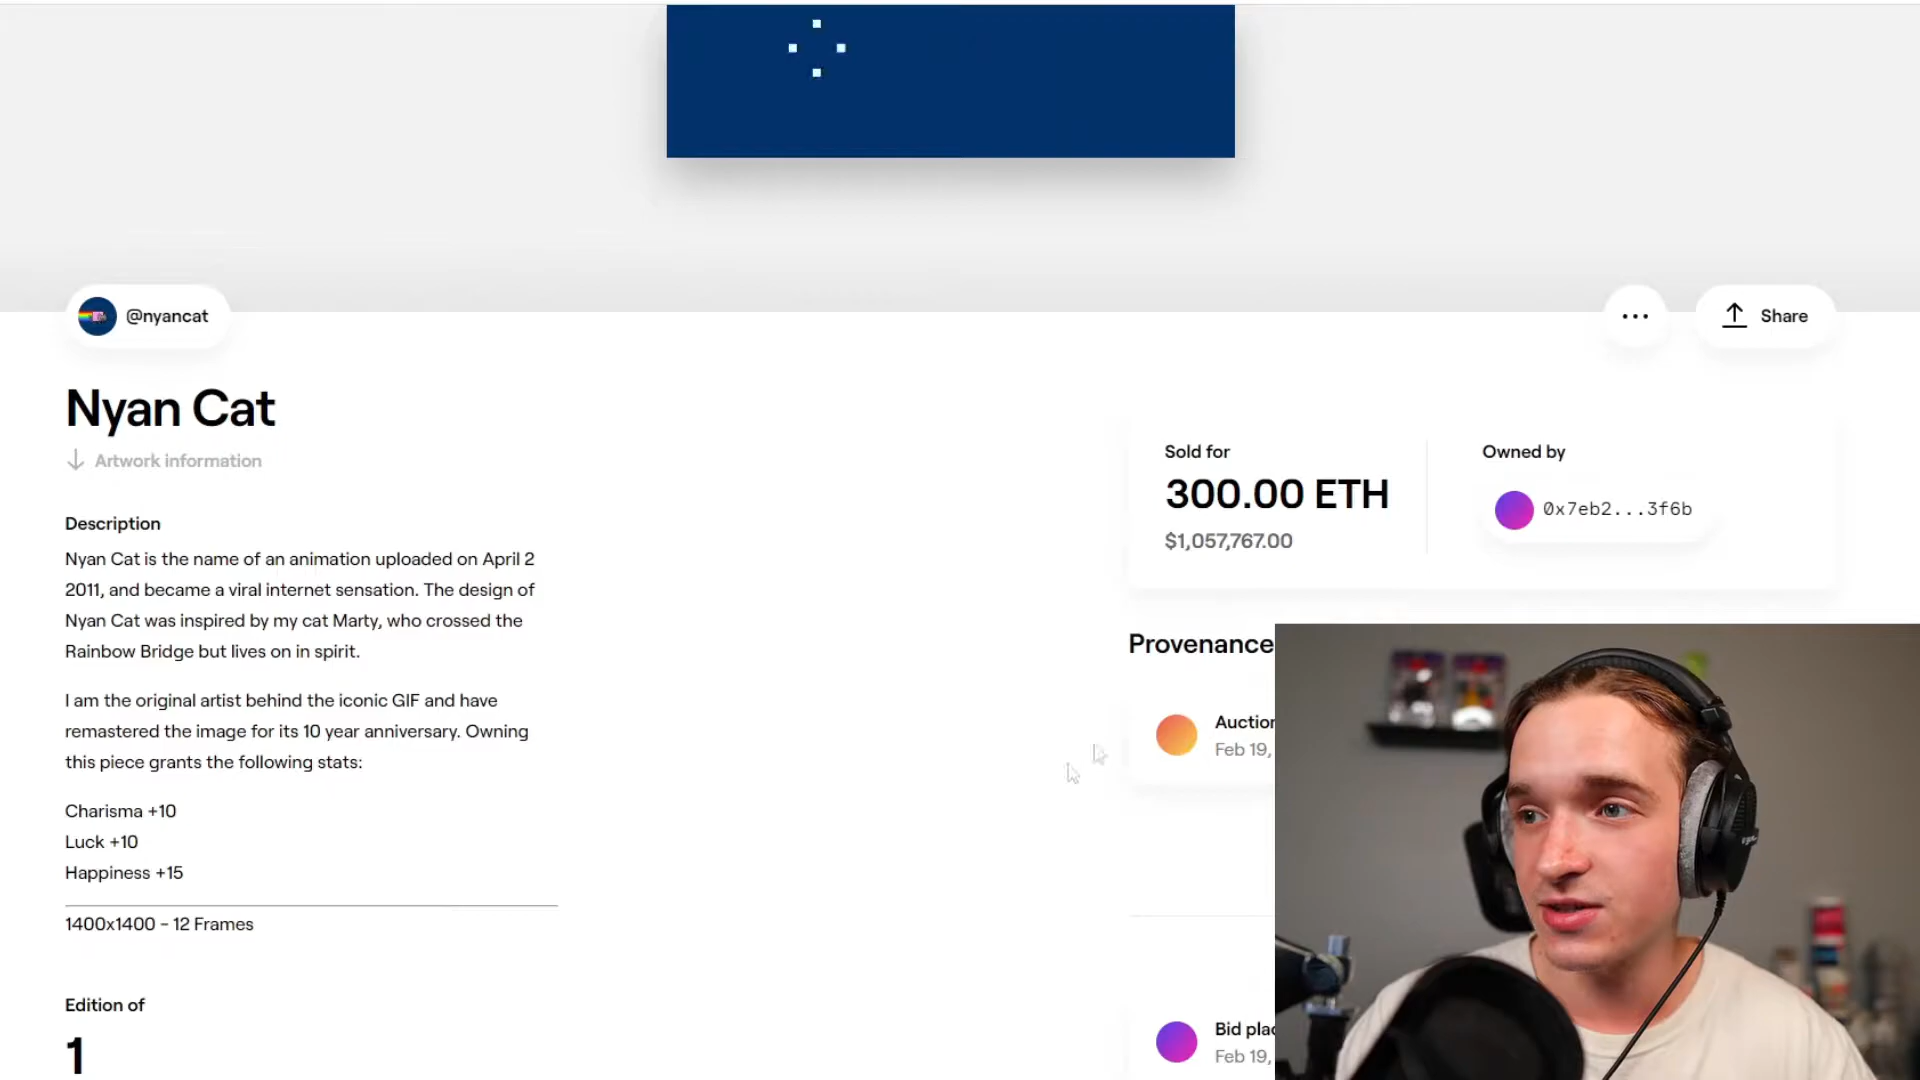 @nyancat
Share
Nyan Cat
Artwork information
Description
Nyan Cat is the name of an animation uploaded on April 2
2011, and became a viral internet sensation. The design of
Nyan Cat was inspired by my cat Marty, who crossed the
Rainbow Bridge but lives on in spirit.
I am the original artist behind the iconic GIF and have
remastered the image for its 10 year anniversary. Owning
this piece grants the following stats:
Charisma +10
Luck +10
Happiness +15
1400x1400 – 12 Frames
Edition of
1
Sold for
300.00 ETH
$1,057,767.00
Owned by
0x7eb2...3f6b
Provenance
Auction
Feb 19,
Bid plac
Feb 19,